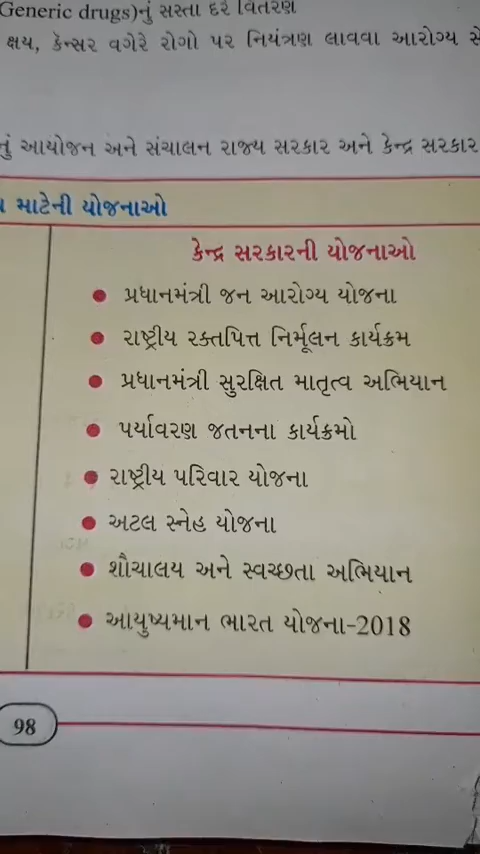 Generic drugs)નું સસ્તા દરે વિતરણ
ક્ષય, કૅન્સર વગેરે રોગો પર નિયંત્રણ લાવવા આરોગ્ય
નું આયોજન અને સંચાલન રાજ્ય સરકાર અને કેન્દ્ર સરકાર
માટેની યોજનાઓ
કેન્દ્ર સરકારની યોજનાઓ
• પ્રધાનમંત્રી જન આરોગ્ય યોજના
• રાષ્ટ્રીય રક્તપિત્ત નિર્મૂલન કાર્યક્રમ
• પ્રધાનમંત્રી સુરક્ષિત માતૃત્વ અભિયાન
• પર્યાવરણ જતનના કાર્યક્રમો
• રાષ્ટ્રીય પરિવાર યોજના
• અટલ સ્નેહ યોજના
• શૌચાલય અને સ્વચ્છતા અભિયાન
• આયુષ્યમાન ભારત યોજના-2018
98